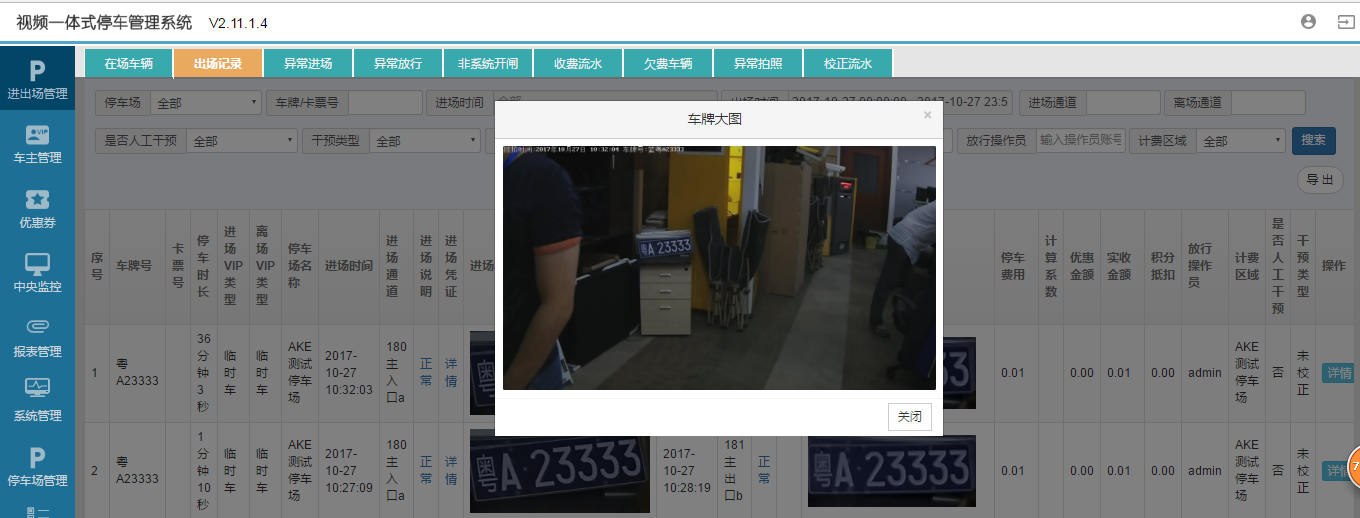 视频一体式停车管理系统 V2.11.1.4
进出场管理
车主管理
优惠券
中央监控
报表管理
系统管理
停车场管理
在场车辆 出场记录 异常进场 异常放行 非系统开闸 收费流水 欠费车辆 异常拍照 校正流水
停车场 全部 车牌/卡票号 进场时间 全部 出场时间 2017-10-27 00:00:00 - 2017-10-27 23:5 进场通道 离场通道
是否人工干预 全部 干预类型 全部 放行操作员 输入操作员账号 计费区域 全部 搜索
导 出
车牌大图 ×
2017年10月27日 10:32:04 车牌号:蓝粤A23333
粤A 23333
关闭
序号 车牌号 卡票号 停车时长 进场VIP类型 离场VIP类型 停车场名称 进场时间 进场通道 进场说明 进场凭证 进场 停车费用 计算系数 优惠金额 实收金额 积分抵扣 放行操作员 计费区域 是否人工干预 干预类型 操作
1 粤A23333 36分钟3秒 临时车 临时车 AKE测试停车场 2017-10-27 10:32:03 180主入口a 正常 详情 0.01 0.00 0.01 0.00 admin AKE测试停车场 否 未校正 详情
2 粤A23333 1分钟10秒 临时车 临时车 AKE测试停车场 2017-10-27 10:27:09 180主入口a 正常 详情 粤A 23333 2017-10-27 10:28:19 181主出口b 正常 粤A 23333 0.01 0.00 0.01 0.00 admin AKE测试停车场 否 未校正 详情